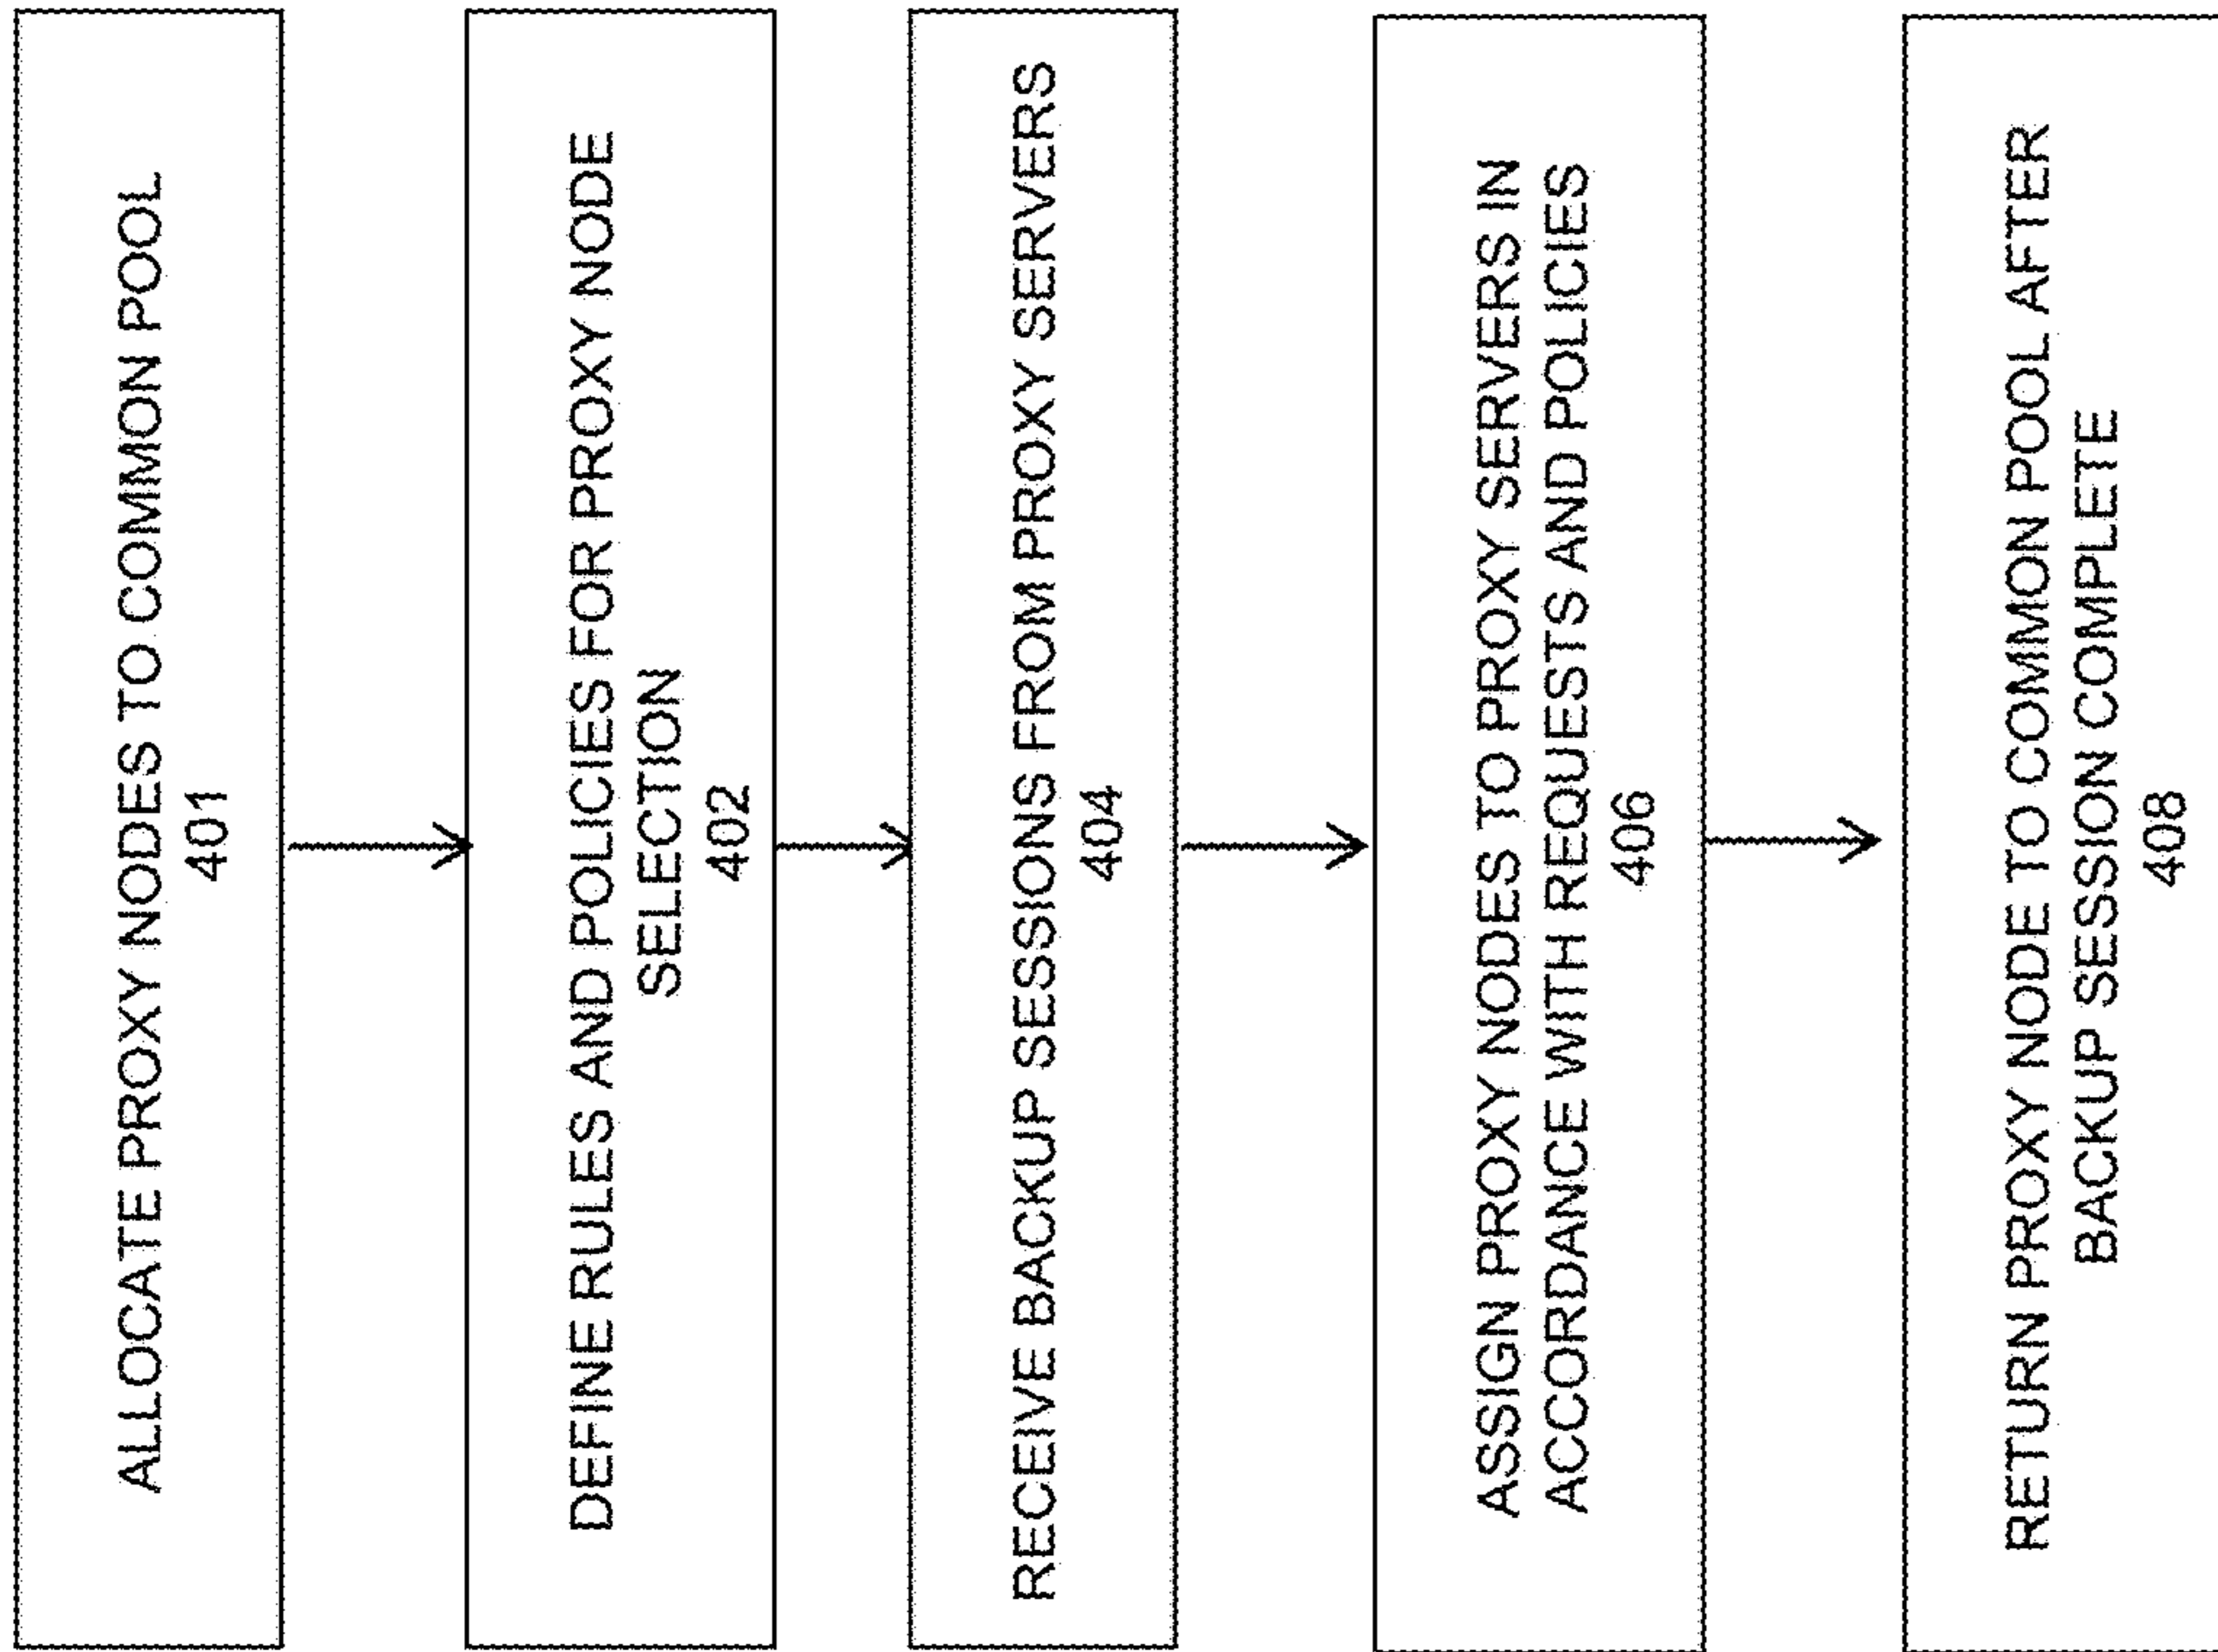 ALLOCATE PROXY NODES TO COMMON POOL
401
DEFINE RULES AND POLICIES FOR PROXY NODE
SELECTION
402
RECEIVE BACKUP SESSIONS FROM PROXY SERVERS
404
ASSIGN PROXY NODES TO PROXY SERVERS IN
ACCORDANCE WITH REQUESTS AND POLICIES
406
RETURN PROXY NODE TO COMMON POOL AFTER
BACKUP SESSION COMPLETE
408